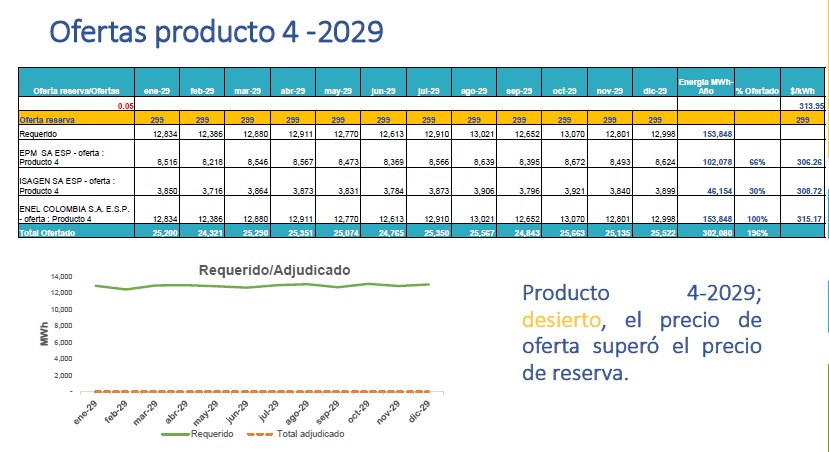 Ofertas producto 4 -2029
Oferta reserva/Ofertas ene-29 feb-29 mar-29 abr-29 may-29 jun-29 jul-29 ago-29 sep-29 oct-29 nov-29 dic-29 Energía MWh-Año % Ofertado $/kWh
0.05 313.95
Oferta reserva 299 299 299 299 299 299 299 299 299 299 299 299 299
Requerido 12,834 12,386 12,880 12,911 12,770 12,613 12,910 13,021 12,652 13,070 12,801 12,998 153,848
EPM SA ESP - oferta :
Producto 4 8,516 8,218 8,546 8,567 8,473 8,369 8,566 8,639 8,395 8,672 8,493 8,624 102,078 66% 306.26
ISAGEN SA ESP - oferta :
Producto 4 3,850 3,716 3,864 3,873 3,831 3,784 3,873 3,906 3,796 3,921 3,840 3,899 46,154 30% 308.72
ENEL COLOMBIA S.A. E.S.P.
- oferta : Producto 4 12,834 12,386 12,880 12,911 12,770 12,613 12,910 13,021 12,652 13,070 12,801 12,998 153,848 100% 315.17
Total Ofertado 25,200 24,321 25,290 25,351 25,074 24,765 25,350 25,567 24,843 25,663 25,135 25,522 302,080 196%
Requerido/Adjudicado
14,000
12,000
10,000
8,000
6,000
4,000
2,000
-
MWh
ene-29 feb-29 mar-29 abr-29 may-29 jun-29 jul-29 ago-29 sep-29 oct-29 nov-29 dic-29
Requerido Total adjudicado
Producto 4-2029;
desierto, el precio de
oferta superó el precio
de reserva.